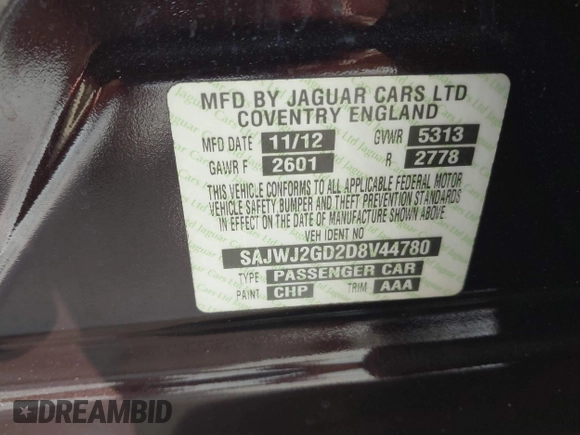 MFD BY JAGUAR CARS LTD
COVENTRY ENGLAND
MFD DATE 11/12 GVWR 5313
GAWR F 2601 R 2778
THIS VEHICLE CONFORMS TO ALL APPLICABLE FEDERAL MOTOR
VEHICLE SAFETY BUMPER AND THEFT PREVENTION STANDARDS
IN EFFECT ON THE DATE OF MANUFACTURE SHOWN ABOVE.
VEH IDENT NO
SAJWJ2GD2D8V44780
TYPE PASSENGER CAR
PAINT CHP TRIM AAA
DREAMBID